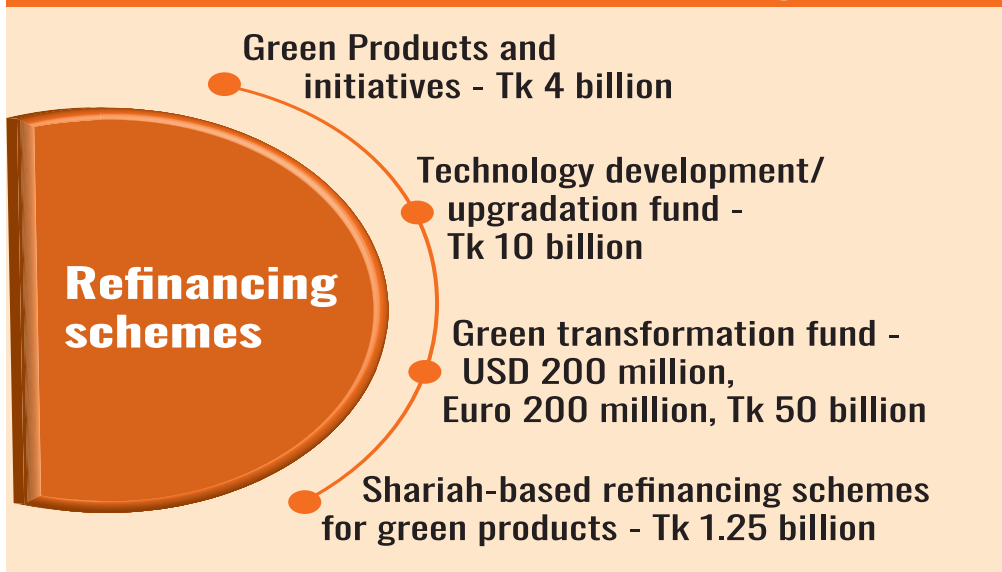 Green Products and
initiatives - Tk 4 billion
Technology development/
upgradation fund -
Tk 10 billion
Refinancing
schemes
Green transformation fund -
USD 200 million,
Euro 200 million, Tk 50 billion
Shariah-based refinancing schemes
for green products - Tk 1.25 billion